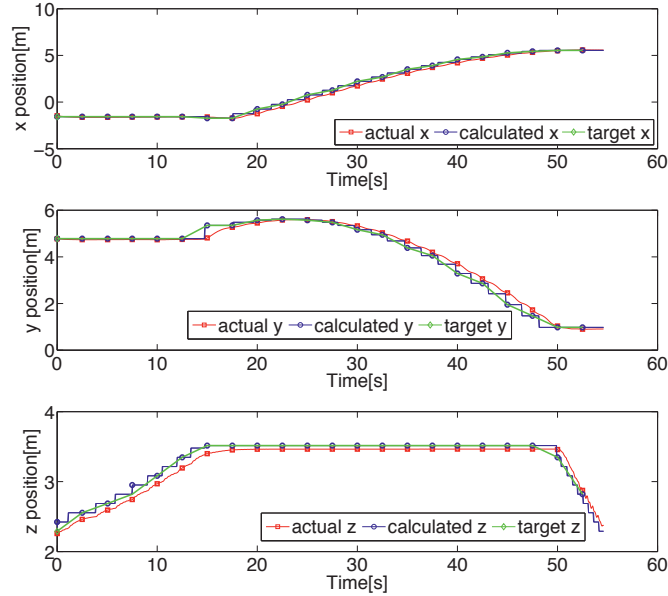 10
5
0
−5
x position[m]
0 10 20 30 40 50 60
actual x calculated x target x
Time[s]
6
4
2
0
y position[m]
0 10 20 30 40 50 60
actual y calculated y target y
Time[s]
4
3
2
z position[m]
0 10 20 30 40 50 60
actual z calculated z target z
Time[s]